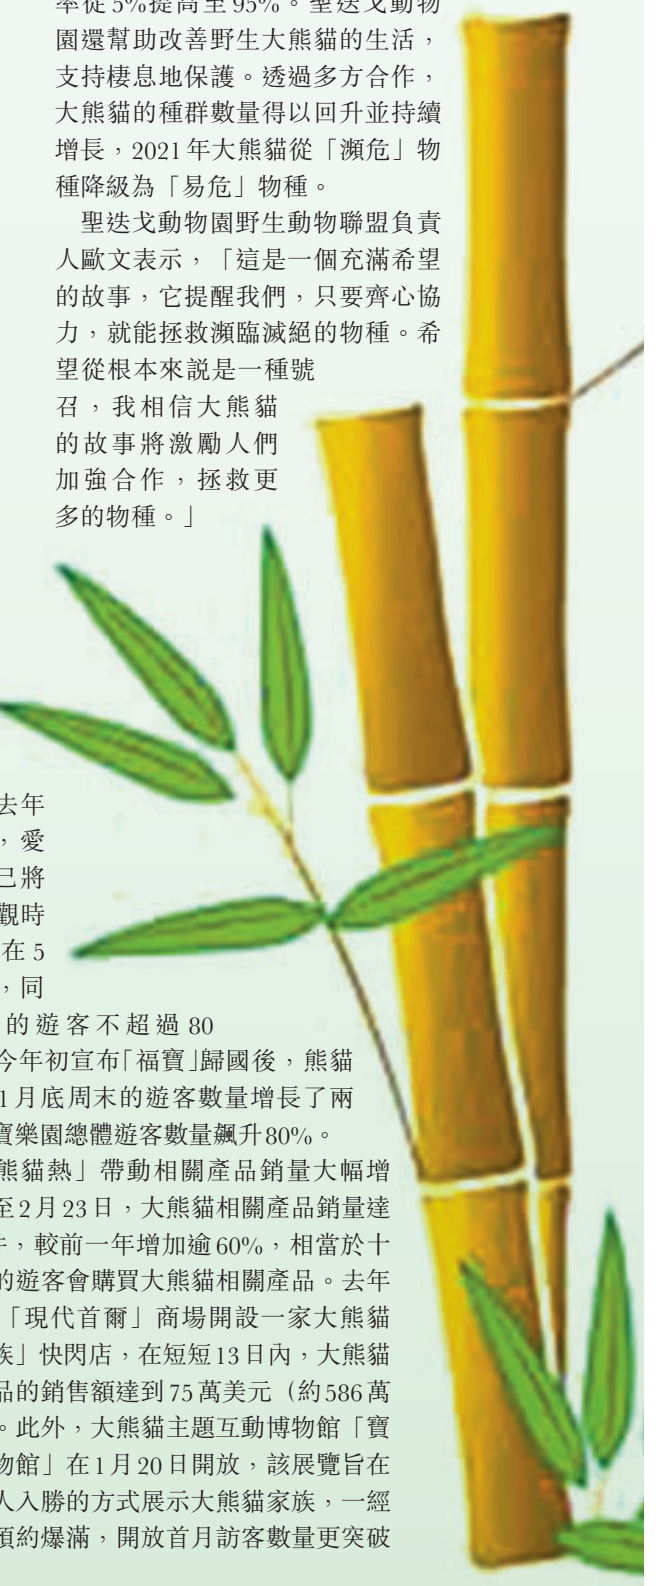 率從5%提高至95%。聖迭戈動物
園還幫助改善野生大熊貓的生活，
支持棲息地保護。透過多方合作，
大熊貓的種群數量得以回升並持續
增長，2021年大熊貓從「瀕危」物
種降級為「易危」物種。
聖迭戈動物園野生動物聯盟負責
人歐文表示，「這是一個充滿希望
的故事，它提醒我們，只要齊心協
力，就能拯救瀕臨滅絕的物種。希
望從根本來説是一種號
召，我相信大熊貓
的故事將激勵人們
加強合作，拯救更
多的物種。」
去年
，愛
已將
觀時
在5
，同
的遊客不超過80
今年初宣布「福寶」歸國後，熊貓
1月底周末的遊客數量增長了兩
寶樂園總體遊客數量飆升80%。
熊貓熱」帶動相關產品銷量大幅增
至2月23日，大熊貓相關產品銷量達
，較前一年增加逾60%，相當於十
的遊客會購買大熊貓相關產品。去年
「現代首爾」商場開設一家大熊貓
族」快閃店，在短短13日內，大熊貓
品的銷售額達到75萬美元（約586萬
。此外，大熊貓主題互動博物館「寶
物館」在1月20日開放，該展覽旨在
人入勝的方式展示大熊貓家族，一經
預約爆滿，開放首月訪客數量更突破